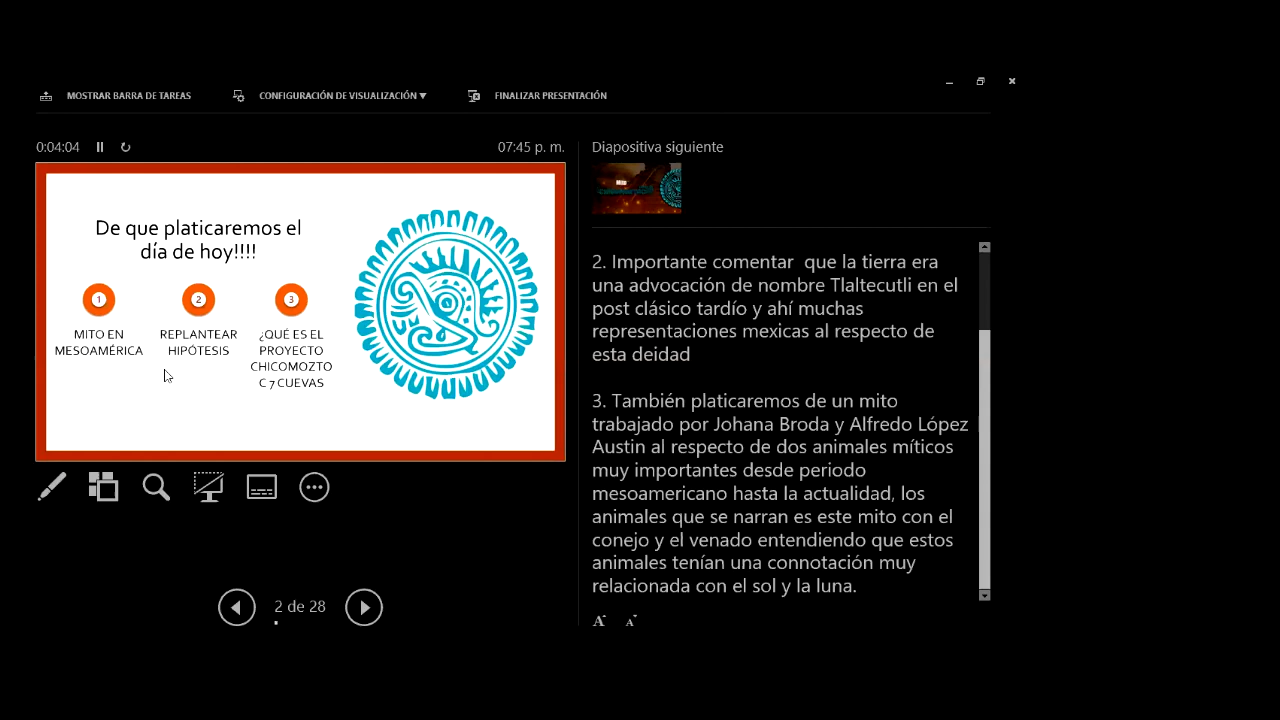 MOSTRAR BARRA DE TAREAS
CONFIGURACIÓN DE VISUALIZACIÓN ▼
FINALIZAR PRESENTACIÓN
0:04:04
07:45 p. m.
De que platicaremos el
día de hoy!!!!
1
MITO EN
MESOAMÉRICA
2
REPLANTEAR
HIPÓTESIS
3
¿QUÉ ES EL
PROYECTO
CHICOMOZTO
C 7 CUEVAS
2 de 28
Diapositiva siguiente
2. Importante comentar  que la tierra era
una advocación de nombre Tlaltecutli en el
post clásico tardío y ahí muchas
representaciones mexicas al respecto de
esta deidad
3. También platicaremos de un mito
trabajado por Johana Broda y Alfredo López
Austin al respecto de dos animales míticos
muy importantes desde periodo
mesoamericano hasta la actualidad, los
animales que se narran es este mito con el
conejo y el venado entendiendo que estos
animales tenían una connotación muy
relacionada con el sol y la luna.
A A